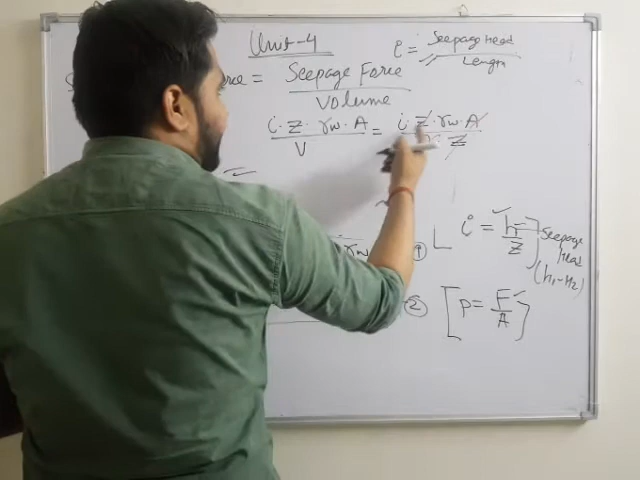 Unit-4
i = Seepage Head / Length
= Seepage Force / Volume
i· Z· γw· A / V = i· Z· γw· A / Z
① i = h / Z Seepage head (h₁-H₂)
② [P = F / A]